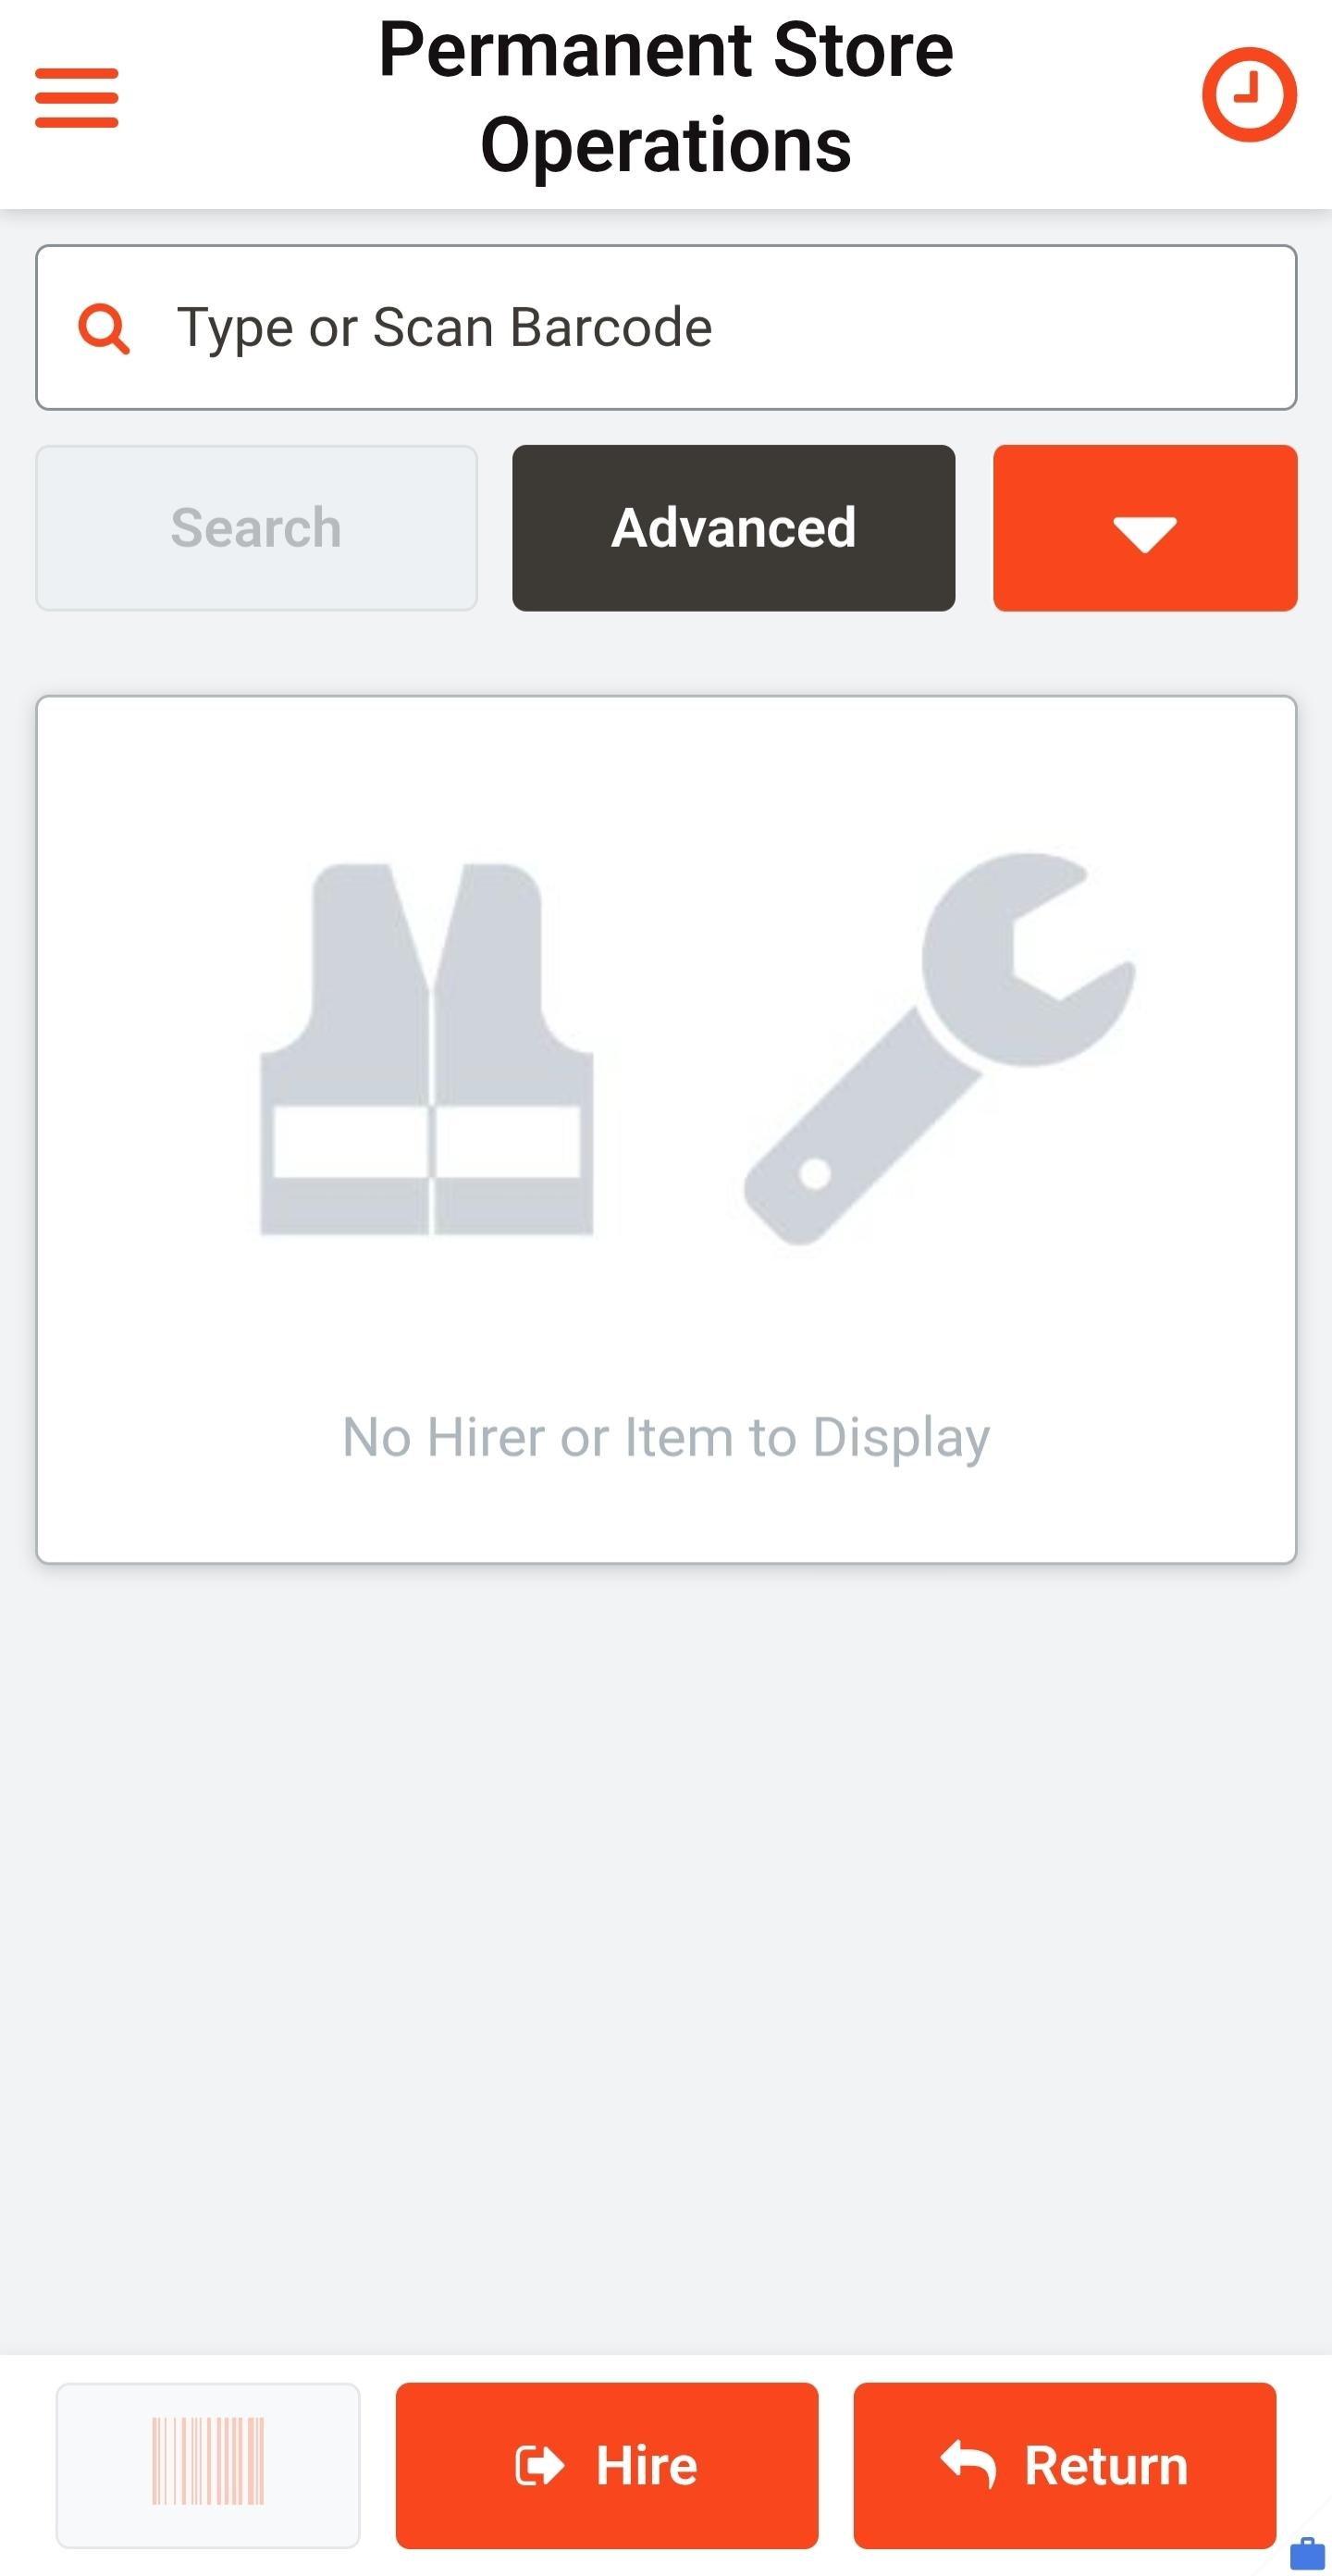 Permanent Store
Operations
Type or Scan Barcode
Search
Advanced
No Hirer or Item to Display
Hire
Return